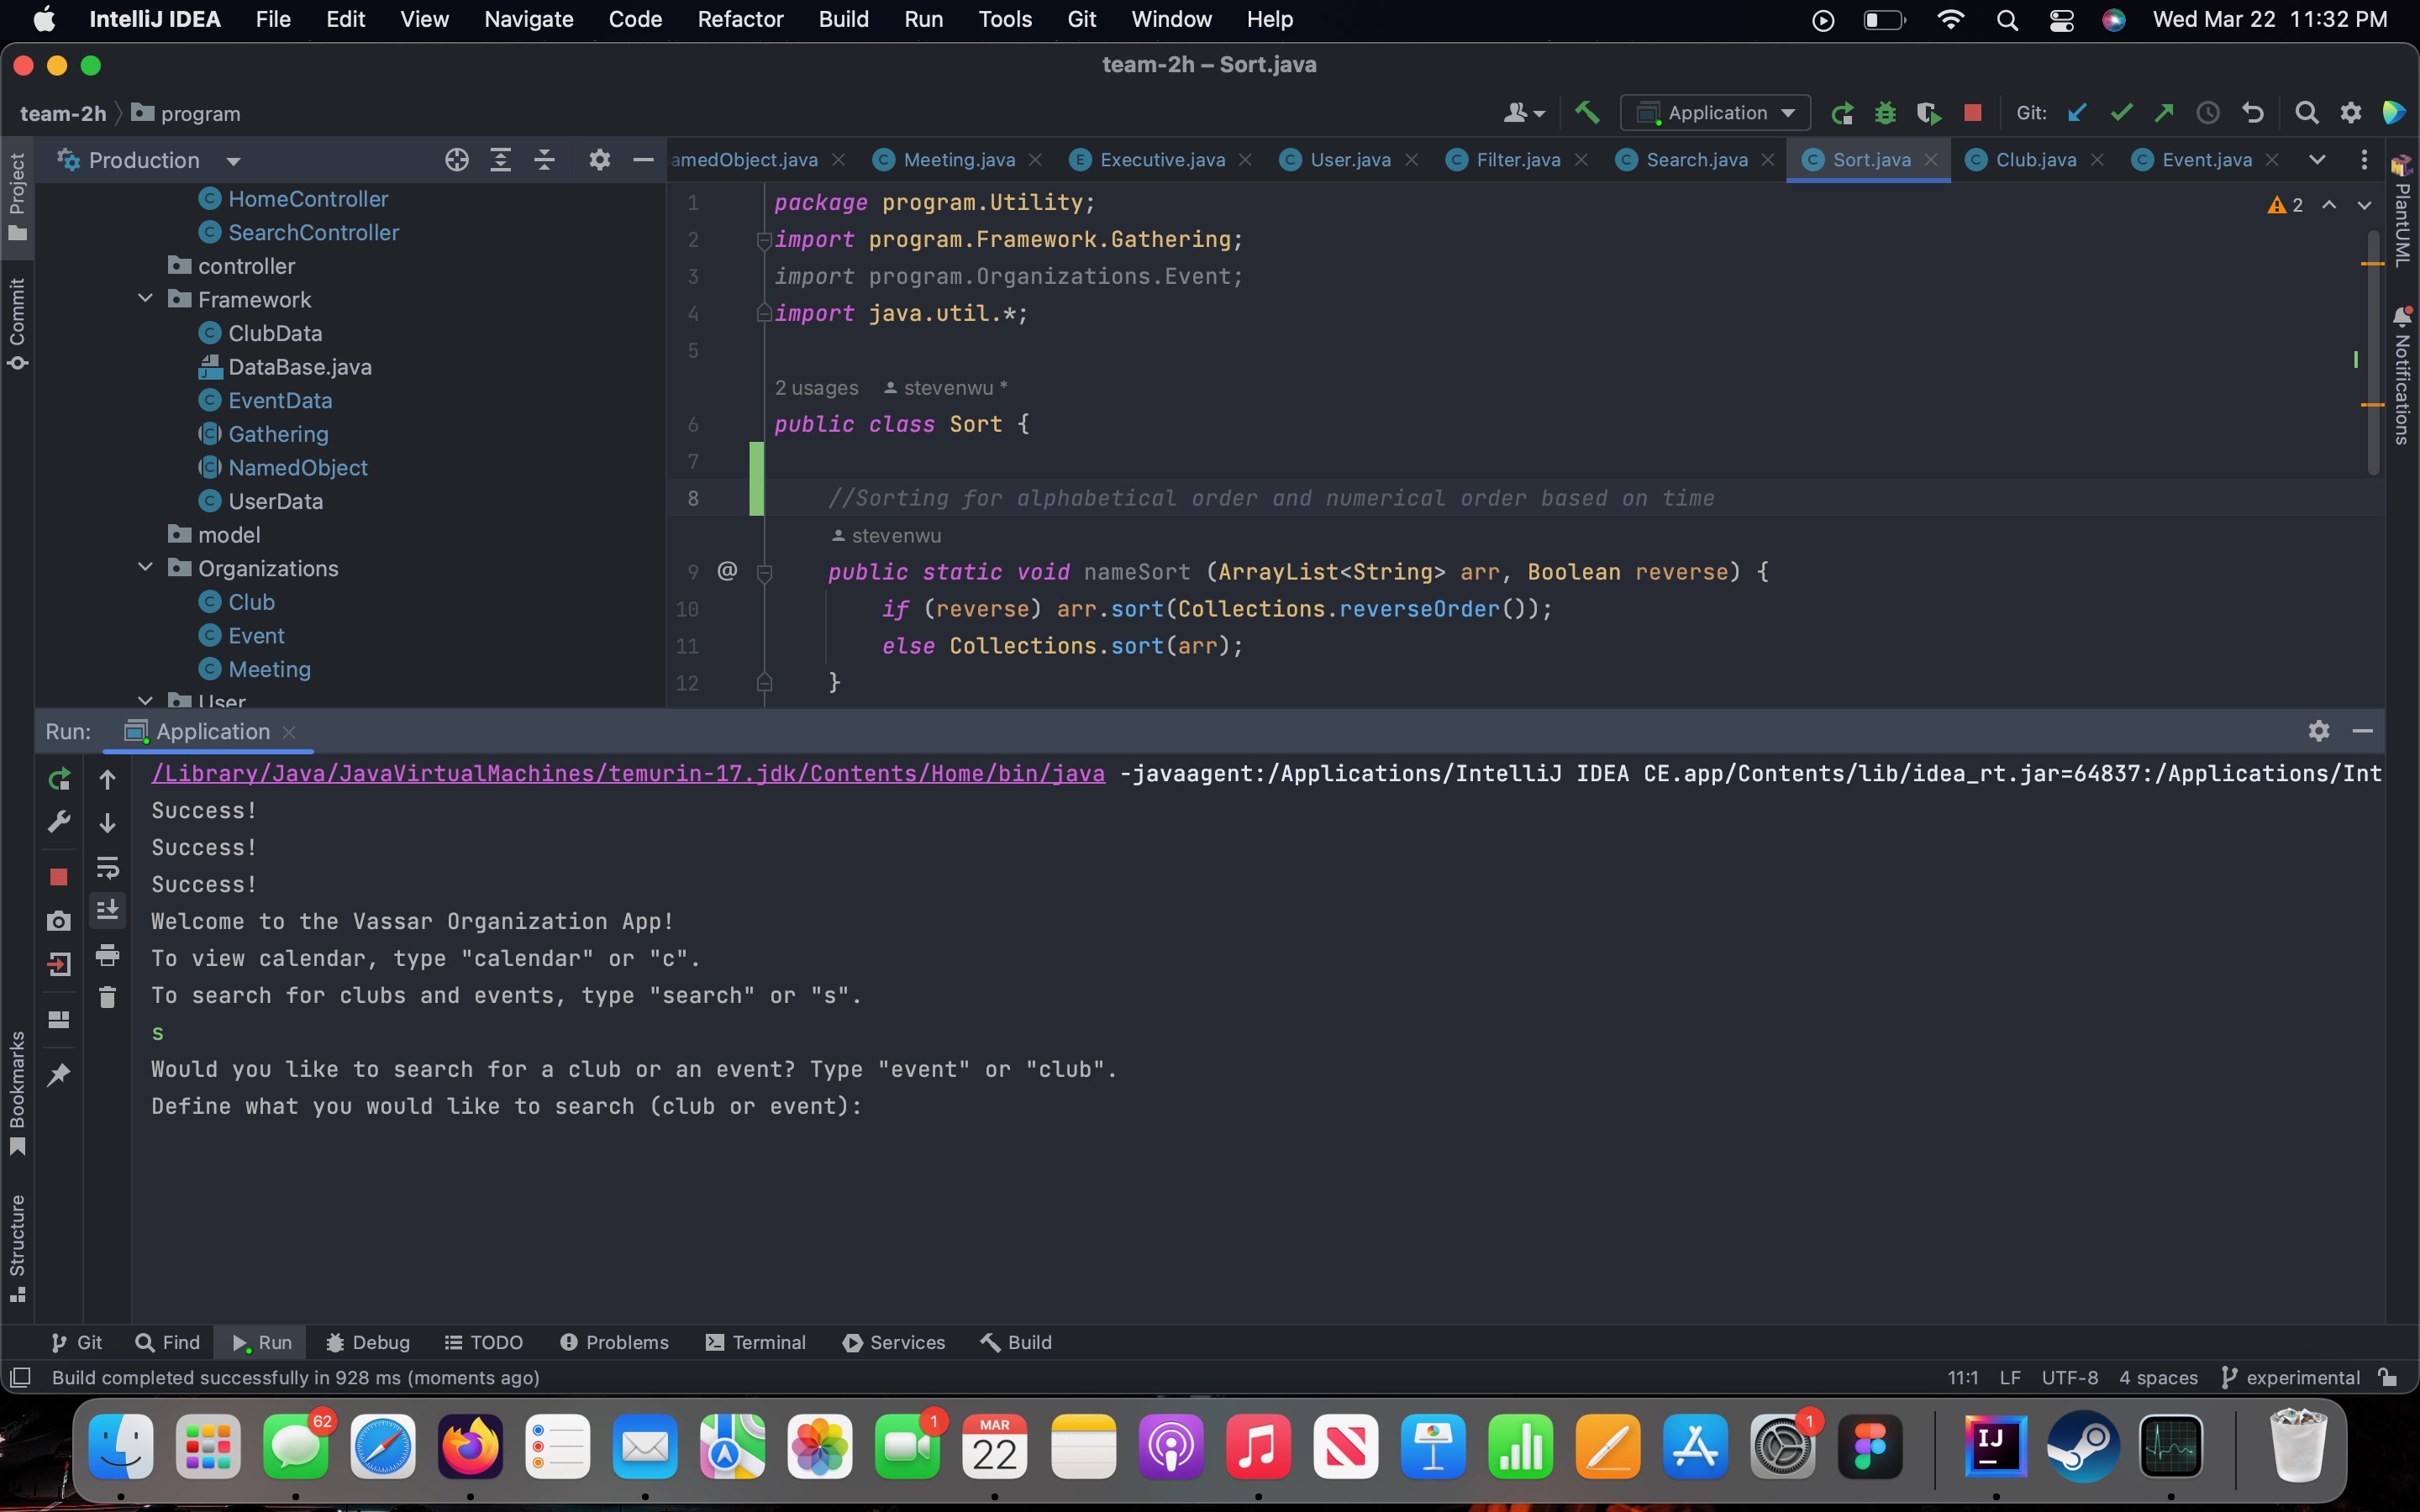 IntelliJ IDEA File Edit View Navigate Code Refactor Build Run Tools Git Window Help Wed Mar 22 11:32 PM
team-2h – Sort.java
team-2h program Application Git:
Project
Commit
Bookmarks
Structure
Production
HomeController
SearchController
controller
Framework
ClubData
DataBase.java
EventData
Gathering
NamedObject
UserData
model
Organizations
Club
Event
Meeting
User
amedObject.java Meeting.java Executive.java User.java Filter.java Search.java Sort.java Club.java Event.java
2
1 package program.Utility;
2 import program.Framework.Gathering;
3 import program.Organizations.Event;
4 import java.util.*;
5
2 usages stevenwu *
6 public class Sort {
7
8 //Sorting for alphabetical order and numerical order based on time
stevenwu
9 @ public static void nameSort (ArrayList<String> arr, Boolean reverse) {
10 if (reverse) arr.sort(Collections.reverseOrder());
11 else Collections.sort(arr);
12 }
PlantUML
Notifications
Run: Application
/Library/Java/JavaVirtualMachines/temurin-17.jdk/Contents/Home/bin/java -javaagent:/Applications/IntelliJ IDEA CE.app/Contents/lib/idea_rt.jar=64837:/Applications/Int
Success!
Success!
Success!
Welcome to the Vassar Organization App!
To view calendar, type "calendar" or "c".
To search for clubs and events, type "search" or "s".
s
Would you like to search for a club or an event? Type "event" or "club".
Define what you would like to search (club or event):
Git Find Run Debug TODO Problems Terminal Services Build
Build completed successfully in 928 ms (moments ago) 11:1 LF UTF-8 4 spaces experimental
62 1 MAR 22 1 IJ